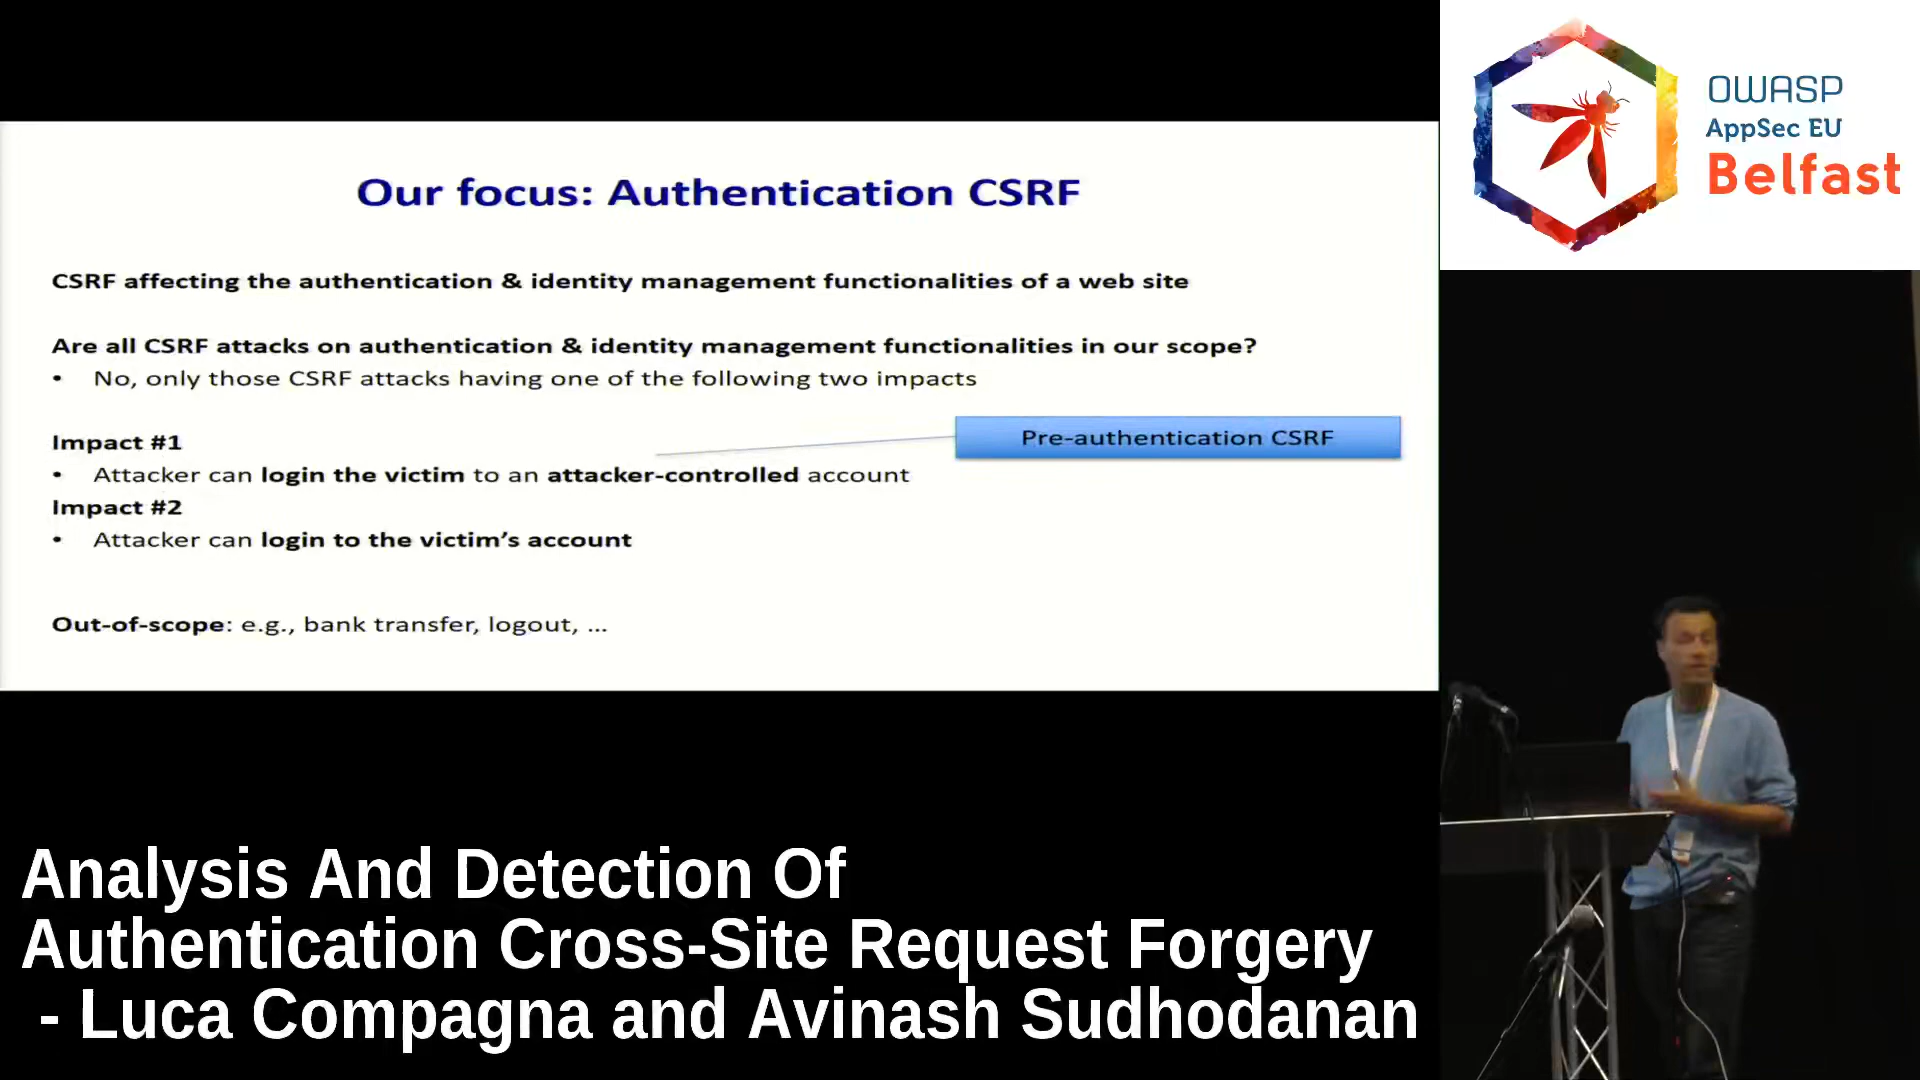 Our focus: Authentication CSRF
CSRF affecting the authentication & identity management functionalities of a web site
Are all CSRF attacks on authentication & identity management functionalities in our scope?
• No, only those CSRF attacks having one of the following two impacts
Pre-authentication CSRF
Impact #1
• Attacker can login the victim to an attacker-controlled account
Impact #2
• Attacker can login to the victim’s account
Out-of-scope: e.g., bank transfer, logout, ...
OWASP
AppSec EU
Belfast
Analysis And Detection Of
Authentication Cross-Site Request Forgery
- Luca Compagna and Avinash Sudhodanan